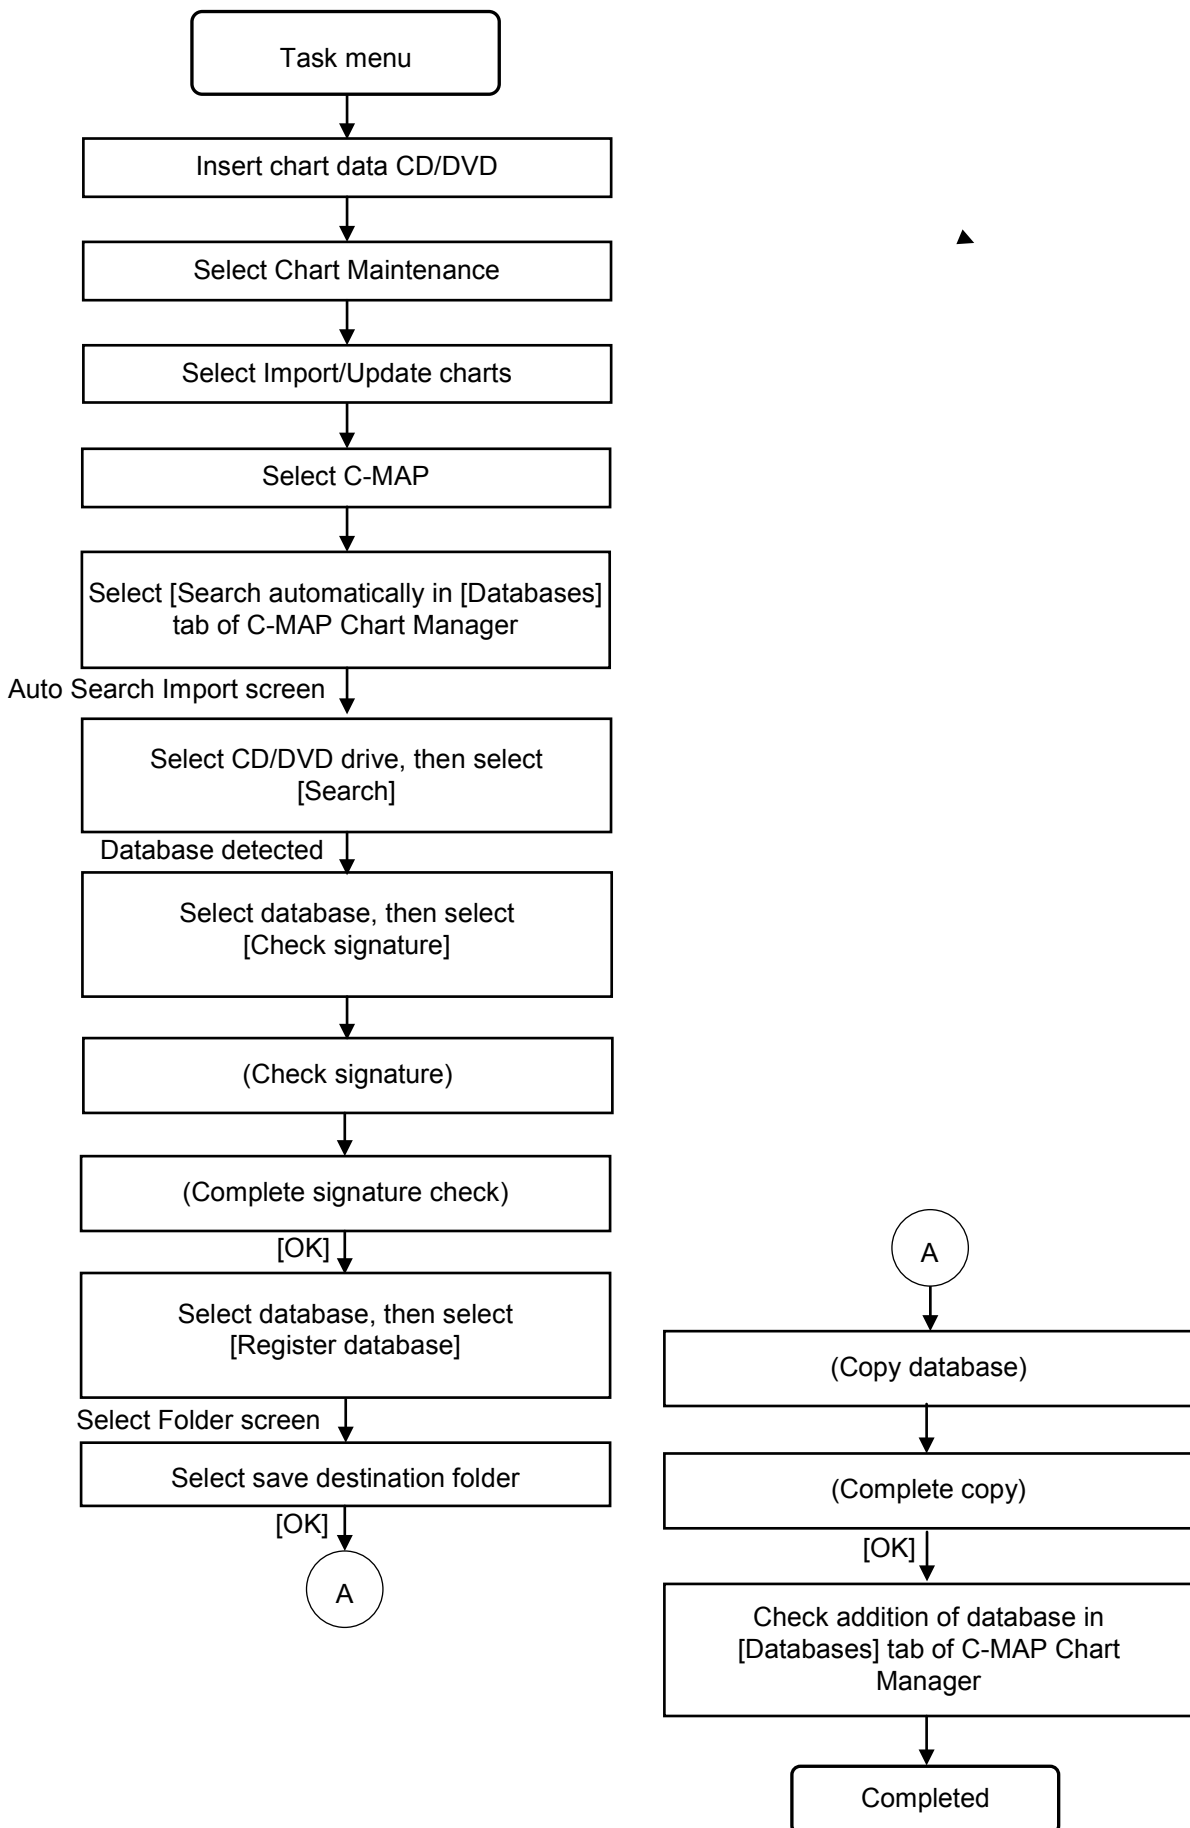 Task menu
Insert chart data CD/DVD
Select Chart Maintenance
Select Import/Update charts
Select C-MAP
Select [Search automatically in [Databases]
tab of C-MAP Chart Manager
Auto Search Import screen
Select CD/DVD drive, then select
[Search]
Database detected
Select database, then select
[Check signature]
(Check signature)
(Complete signature check)
[OK]
Select database, then select
[Register database]
Select Folder screen
Select save destination folder
[OK]
A
A
(Copy database)
(Complete copy)
[OK]
Check addition of database in
[Databases] tab of C-MAP Chart
Manager
Completed